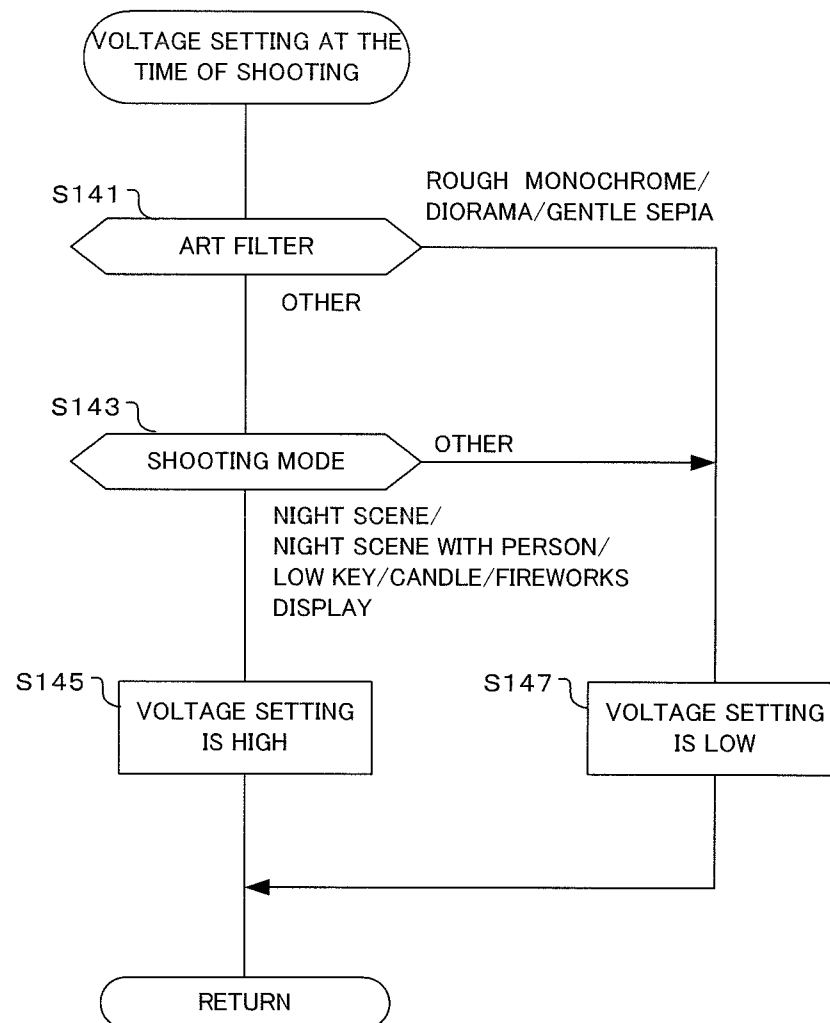 VOLTAGE SETTING AT THE
TIME OF SHOOTING
S141
ROUGH MONOCHROME/
DIORAMA/GENTLE SEPIA
ART FILTER
OTHER
S143
OTHER
SHOOTING MODE
NIGHT SCENE/
NIGHT SCENE WITH PERSON/
LOW KEY/CANDLE/FIREWORKS
DISPLAY
S145
VOLTAGE SETTING
IS HIGH
S147
VOLTAGE SETTING
IS LOW
RETURN